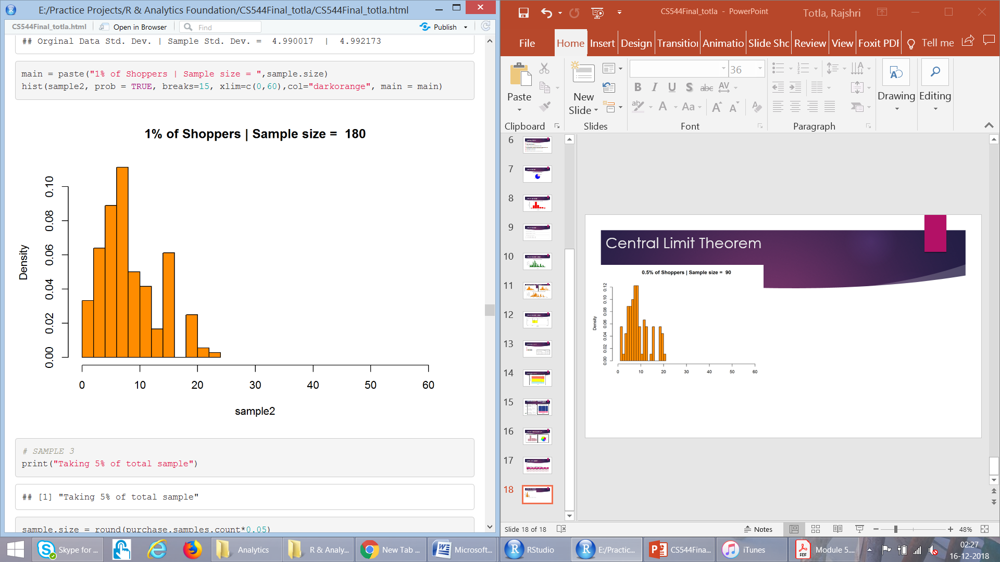 E:/Practice Projects/R & Analytics Foundation/CS544Final_totla/CS544Final_totla.html
CS544Final_totla.html
Open in Browser
Find
Publish
## Orginal Data Std. Dev. | Sample Std. Dev. =  4.990017  |  4.992173
main = paste("1% of Shoppers | Sample size = ",sample.size)
hist(sample2, prob = TRUE, breaks=15, xlim=c(0,60),col="darkorange", main = main)
1% of Shoppers | Sample size =  180
Density
0.10
0.08
0.06
0.04
0.02
0.00
0 10 20 30 40 50 60
sample2
# SAMPLE 3
print("Taking 5% of total sample")
## [1] "Taking 5% of total sample"
sample.size = round(purchase.samples.count*0.05)
CS544Final_totla - PowerPoint
Totla, Rajshri
File
Home
Insert
Design
Transition
Animatio
Slide Shc
Review
View
Foxit PDF
Tell me
Paste
Clipboard
New
Slide
Slides
36
B I U S abc AV
ab A Aa A A A
Font
Paragraph
Drawing
Editing
6
7
8
9
10
11
12
13
14
15
16
17
18
Central Limit Theorem
0.5% of Shoppers | Sample size =  90
Density
0.12
0.10
0.08
0.06
0.04
0.02
0.00
0 10 20 30 40 50 60
Slide 18 of 18
Notes
48%
Skype for ...
Analytics
R & Analy...
New Tab ...
Microsoft...
RStudio
E:/Practic...
CS544Fina...
iTunes
Module 5....
02:27
16-12-2018